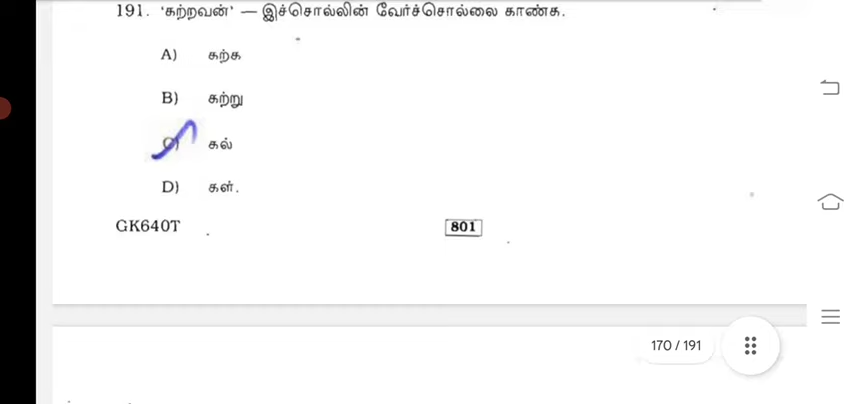 191. 'கற்றவன்' — இச்சொல்லின் வேர்ச்சொல்லை காண்க.
A) கற்க
B) கற்று
C) கல்
D) கள்.
GK640T 801
170 / 191